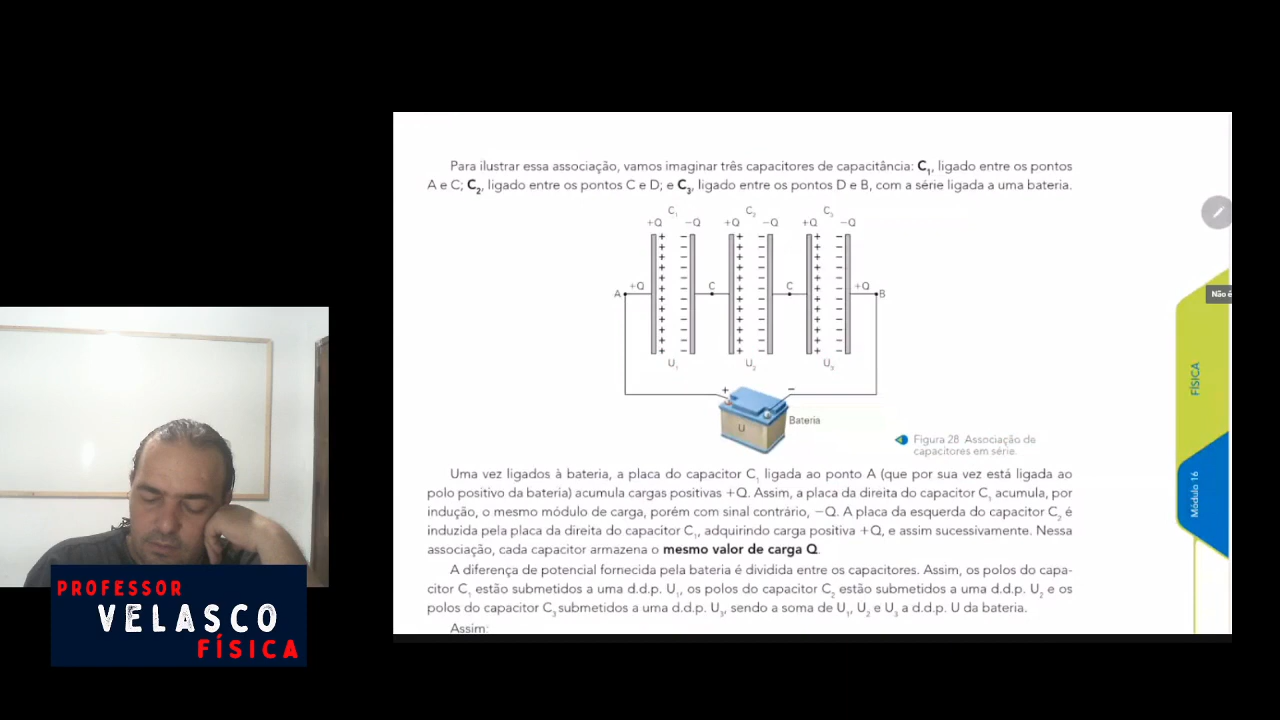 Para ilustrar essa associação, vamos imaginar três capacitores de capacitância: C1, ligado entre os pontos
A e C; C2, ligado entre os pontos C e D; e C3, ligado entre os pontos D e B, com a série ligada a uma bateria.
C1 C2 C3
+Q −Q +Q −Q +Q −Q
A +Q C C +Q B
U1 U2 U3
+ −
U
Bateria
Figura 28. Associação de
capacitores em série.
Uma vez ligados à bateria, a placa do capacitor C1 ligada ao ponto A (que por sua vez está ligada ao
polo positivo da bateria) acumula cargas positivas +Q. Assim, a placa da direita do capacitor C1 acumula, por
indução, o mesmo módulo de carga, porém com sinal contrário, −Q. A placa da esquerda do capacitor C2 é
induzida pela placa da direita do capacitor C1, adquirindo carga positiva +Q, e assim sucessivamente. Nessa
associação, cada capacitor armazena o mesmo valor de carga Q.
A diferença de potencial fornecida pela bateria é dividida entre os capacitores. Assim, os polos do capa-
citor C1 estão submetidos a uma d.d.p. U1, os polos do capacitor C2 estão submetidos a uma d.d.p. U2 e os
polos do capacitor C3 submetidos a uma d.d.p. U3, sendo a soma de U1, U2 e U3 a d.d.p. U da bateria.
Assim:
Não é
FÍSICA
Módulo 16
PROFESSOR
VELASCO
FÍSICA